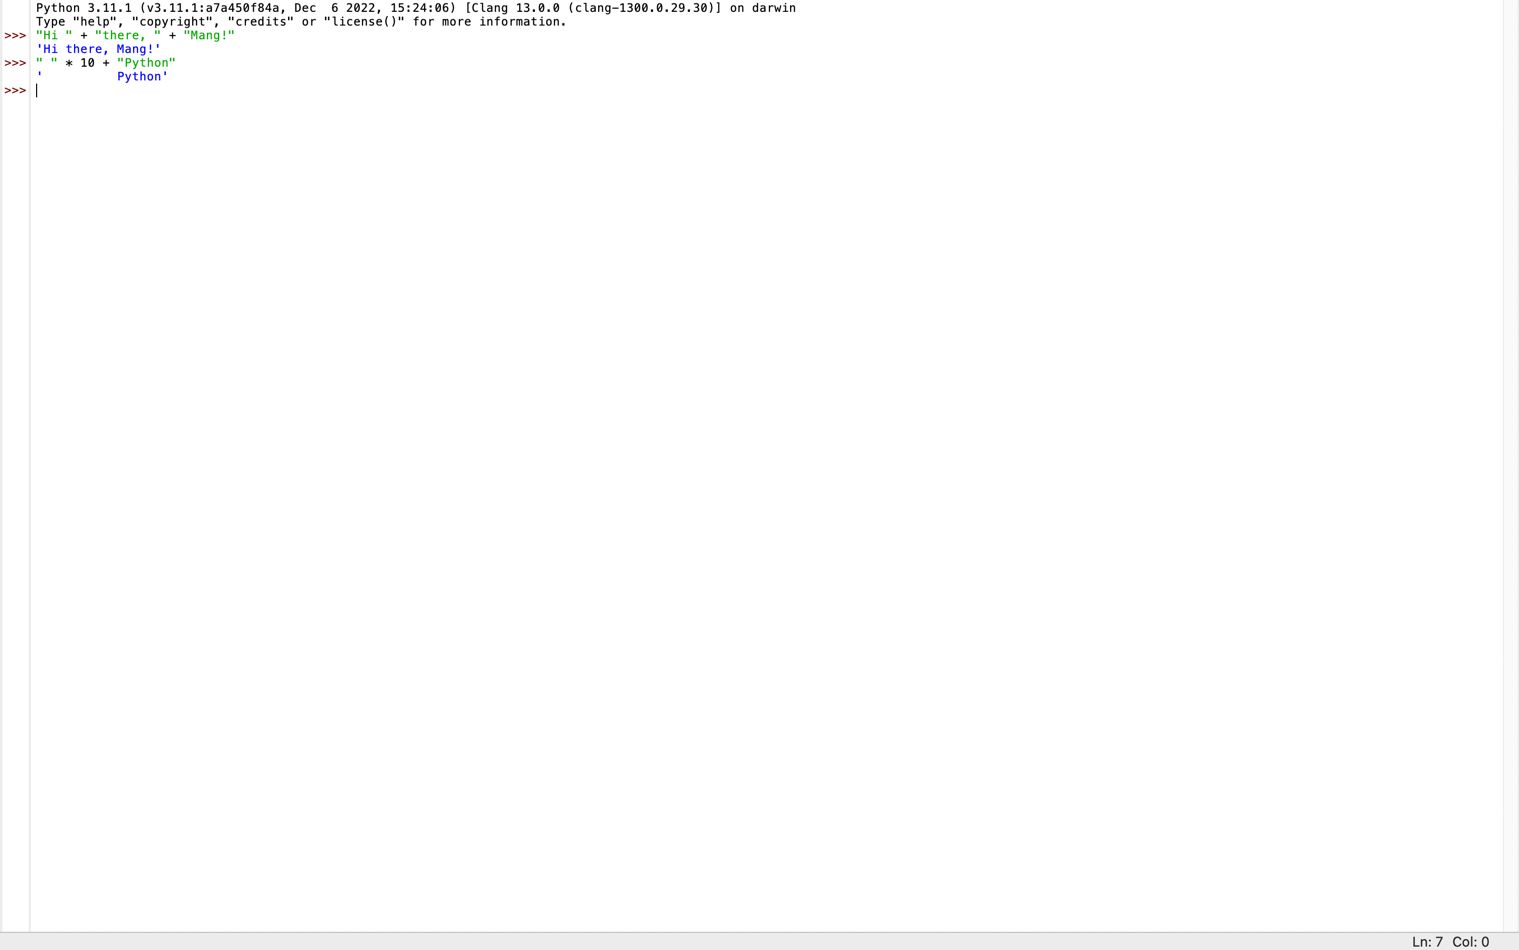 Python 3.11.1 (v3.11.1:a7a450f84a, Dec  6 2022, 15:24:06) [Clang 13.0.0 (clang-1300.0.29.30)] on darwin
Type "help", "copyright", "credits" or "license()" for more information.
>>> "Hi " + "there, " + "Mang!"
'Hi there, Mang!'
>>> " " * 10 + "Python"
'          Python'
>>>
Ln: 7  Col: 0